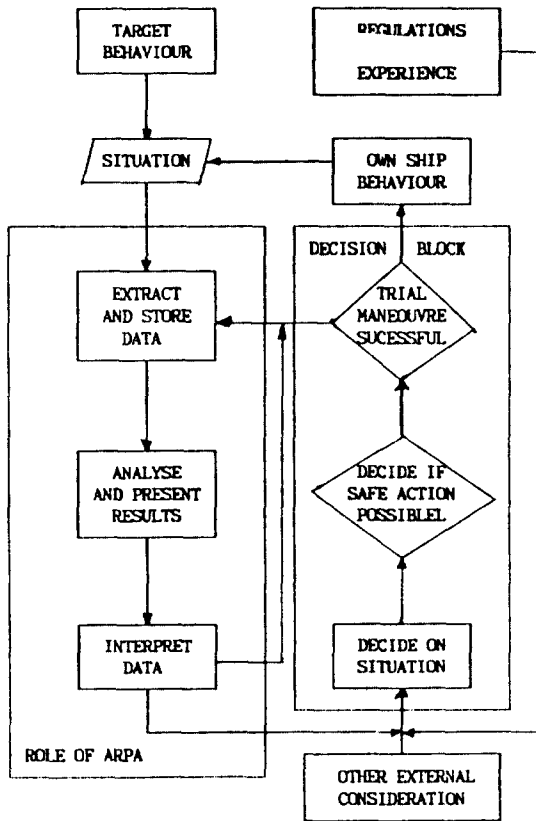 TARGET
BEHAVIOUR
REGULATIONS
EXPERIENCE
SITUATION
OWN SHIP
BEHAVIOUR
DECISION BLOCK
EXTRACT
AND STORE
DATA
TRIAL
MANEOUVRE
SUCESSFUL
ANALYSE
AND PRESENT
RESULTS
DECIDE IF
SAFE ACTION
POSSIBLEL
INTERPRET
DATA
DECIDE ON
SITUATION
ROLE OF ARPA
OTHER EXTERNAL
CONSIDERATION